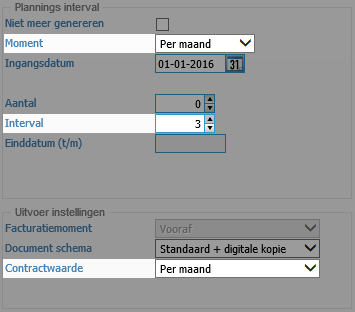 Plannings interval
Niet meer genereren
Moment Per maand
Ingangsdatum 01-01-2016 31
Aantal 0
Interval 3
Einddatum (t/m)
Uitvoer instellingen
Facturatiemoment Vooraf
Document schema Standaard + digitale kopie
Contractwaarde Per maand